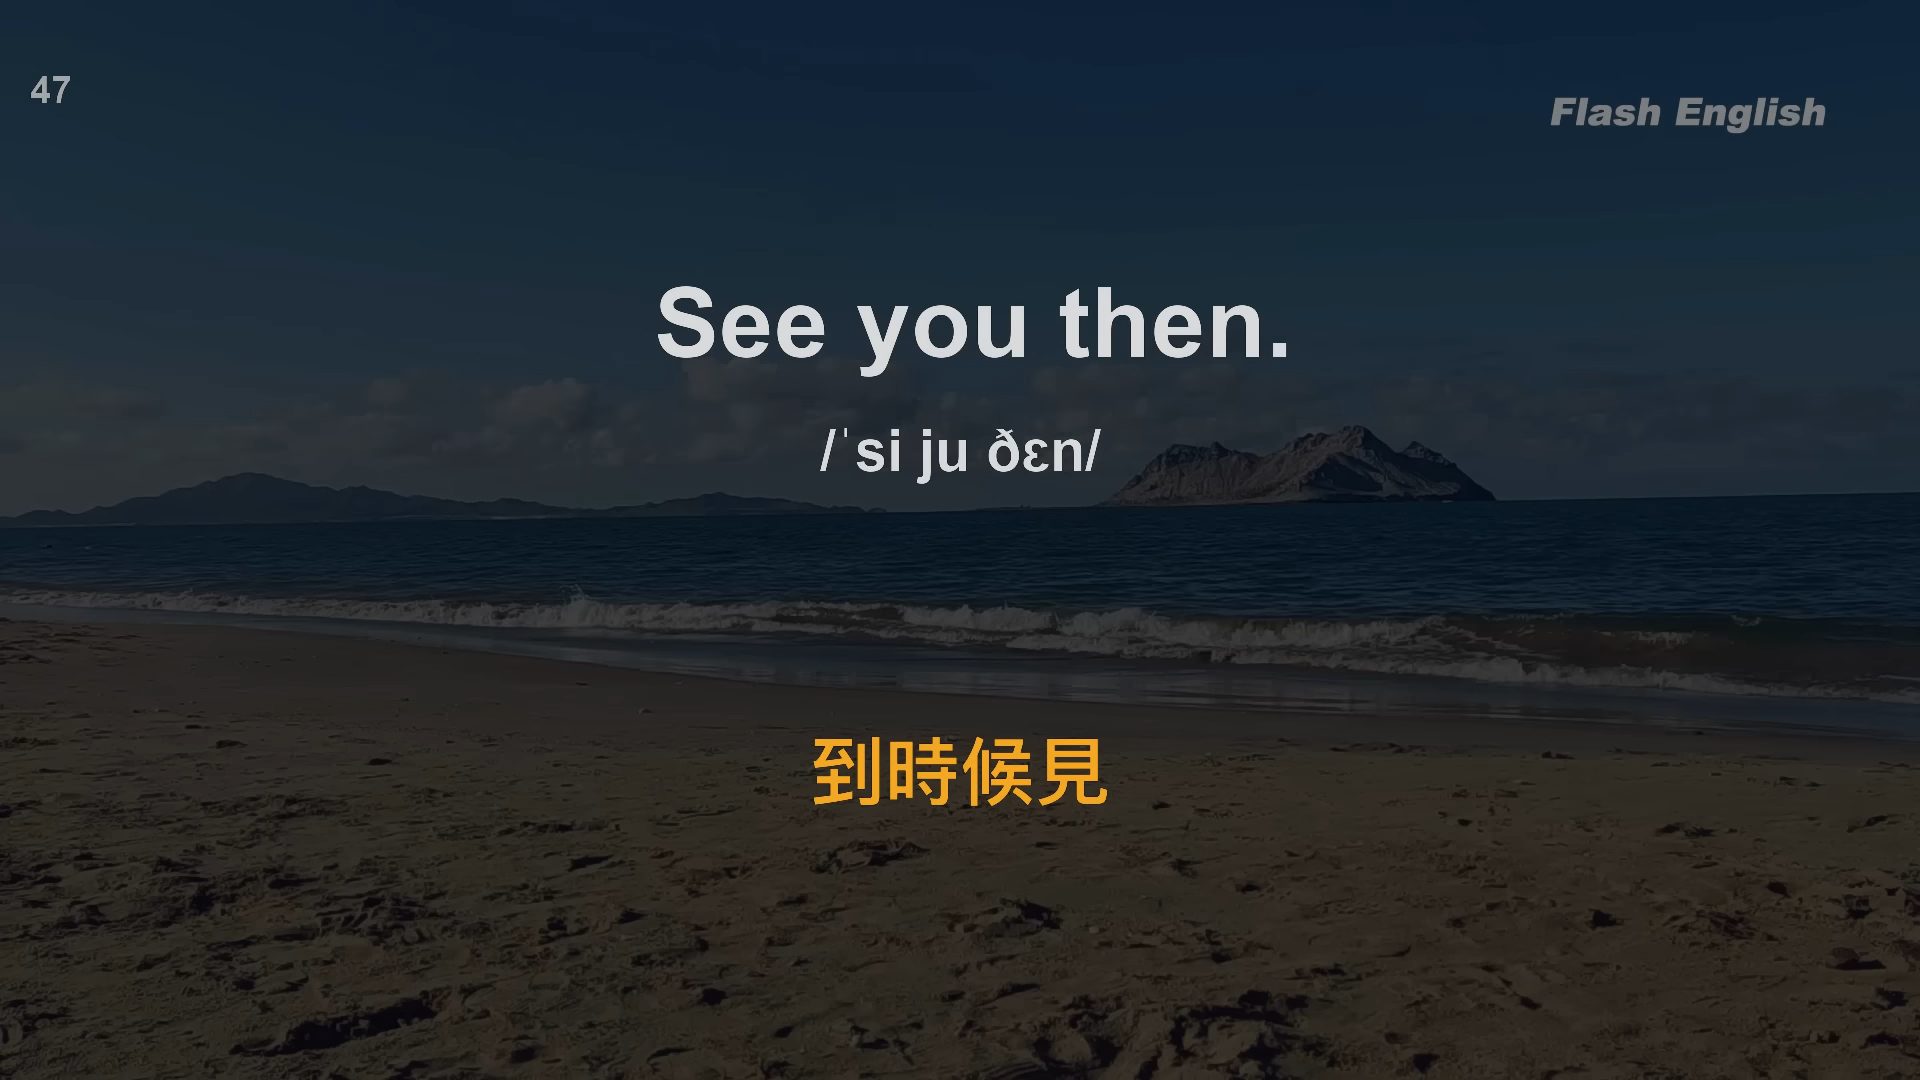 47
Flash English
See you then.
/ˈsi ju ðɛn/
到時候見